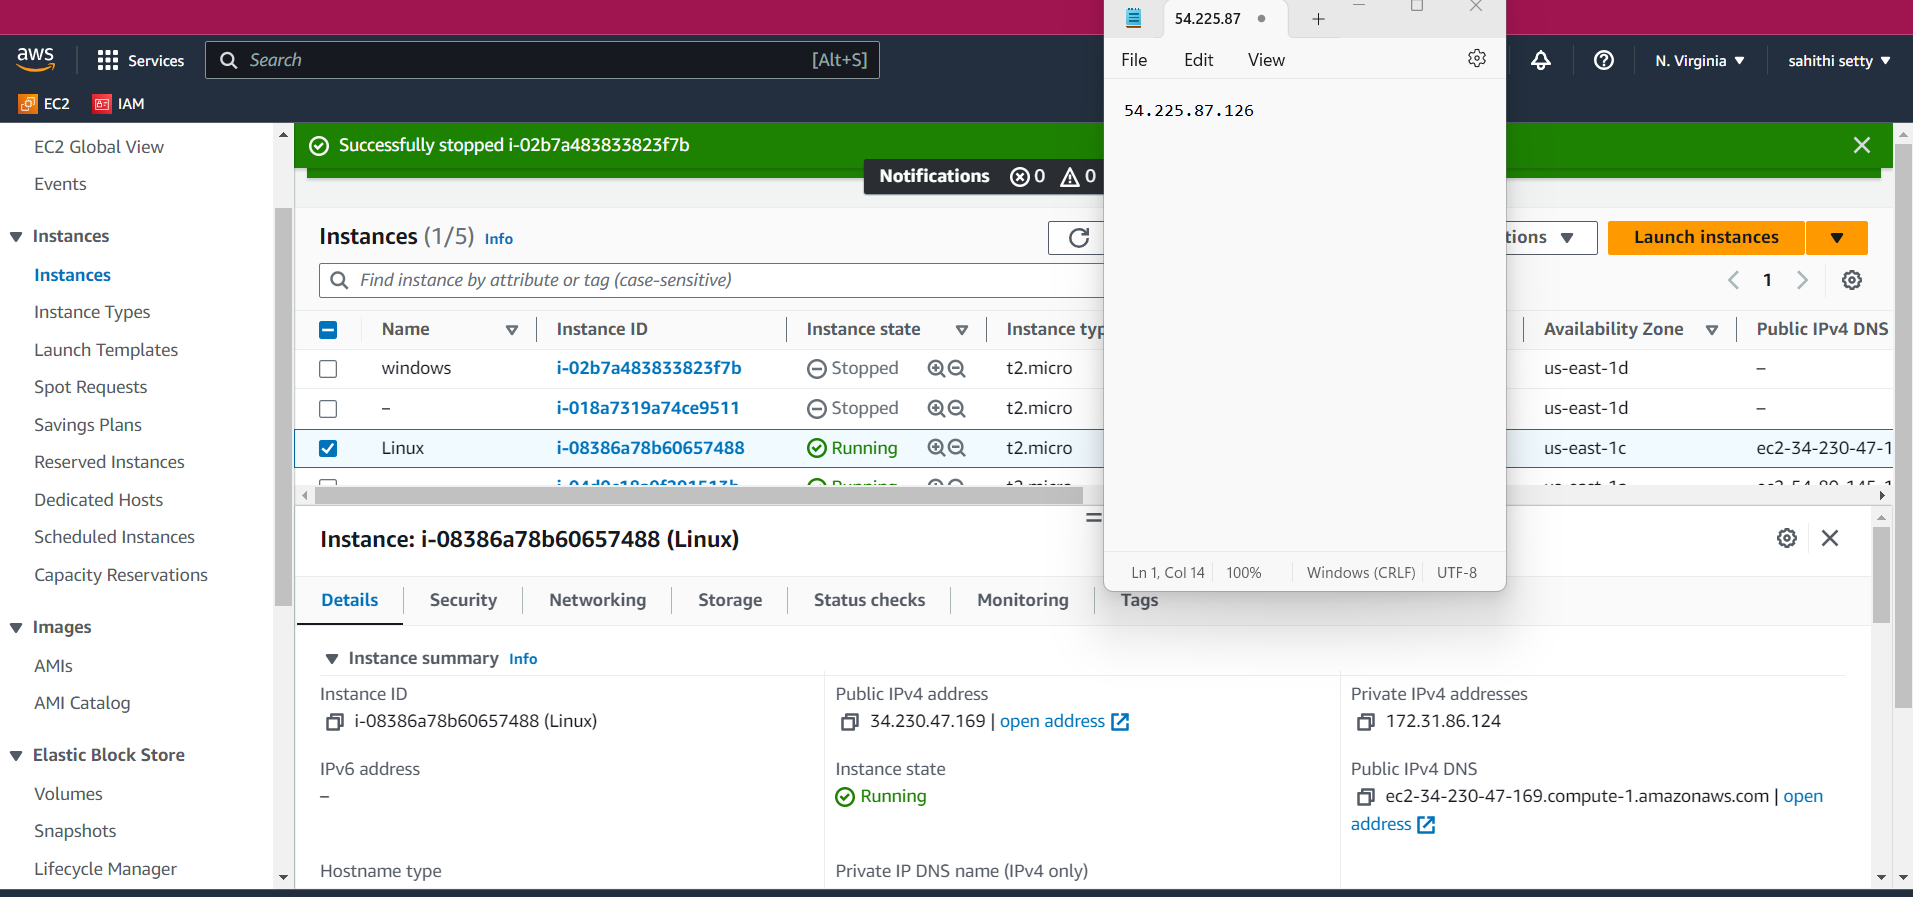 aws
Services
Search
[Alt+S]
N. Virginia
sahithi setty
EC2
IAM
54.225.87
File
Edit
View
54.225.87.126
Ln 1, Col 14
100%
Windows (CRLF)
UTF-8
EC2 Global View
Events
Instances
Instances
Instance Types
Launch Templates
Spot Requests
Savings Plans
Reserved Instances
Dedicated Hosts
Scheduled Instances
Capacity Reservations
Images
AMIs
AMI Catalog
Elastic Block Store
Volumes
Snapshots
Lifecycle Manager
Successfully stopped i-02b7a483833823f7b
Notifications 0 0
Instances (1/5) Info
tions
Launch instances
Find instance by attribute or tag (case-sensitive)
1
Name Instance ID Instance state Instance typ Availability Zone Public IPv4 DNS
windows i-02b7a483833823f7b Stopped t2.micro us-east-1d –
– i-018a7319a74ce9511 Stopped t2.micro us-east-1d –
Linux i-08386a78b60657488 Running t2.micro us-east-1c ec2-34-230-47-1
Instance: i-08386a78b60657488 (Linux)
Details Security Networking Storage Status checks Monitoring Tags
Instance summary Info
Instance ID
i-08386a78b60657488 (Linux)
Public IPv4 address
34.230.47.169 | open address
Private IPv4 addresses
172.31.86.124
IPv6 address
–
Instance state
Running
Public IPv4 DNS
ec2-34-230-47-169.compute-1.amazonaws.com | open
address
Hostname type
Private IP DNS name (IPv4 only)